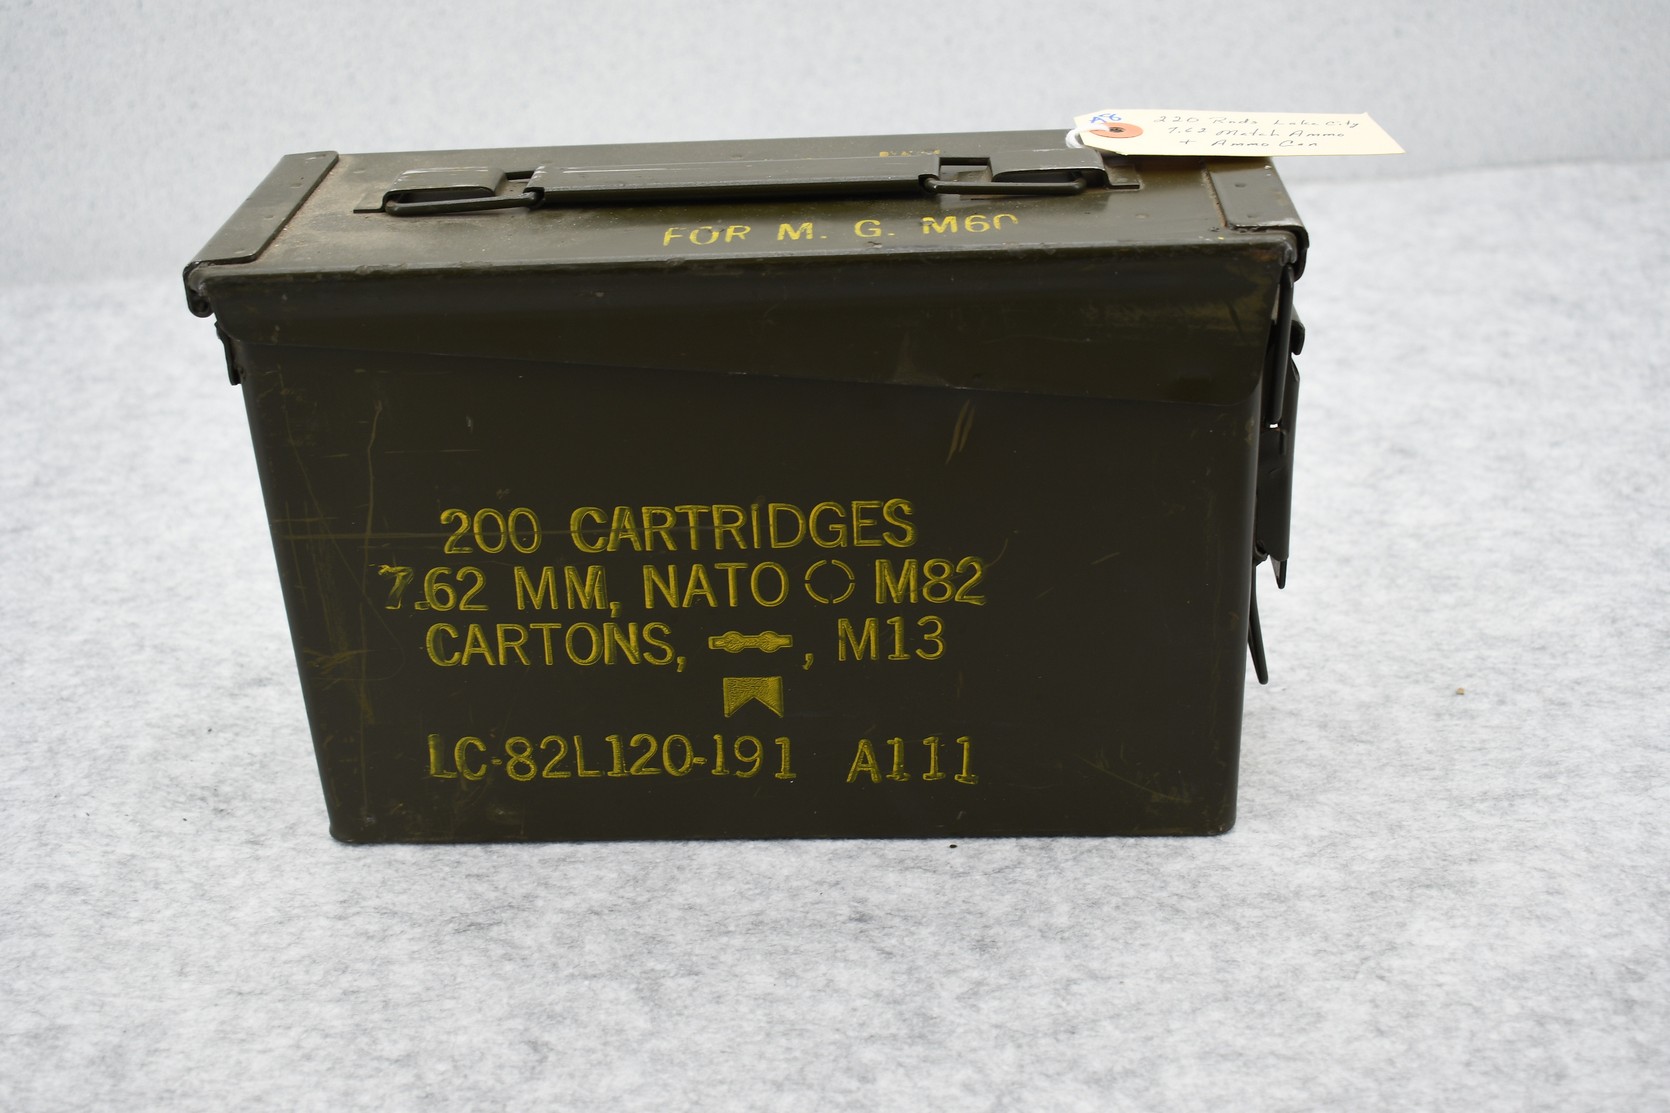 A86
220 Rnds Lake City
7.62 Match Ammo
+ Ammo Can
FOR M. G. M60
200 CARTRIDGES
7.62 MM, NATO M82
CARTONS, , M13
LC-82L120-191 A111